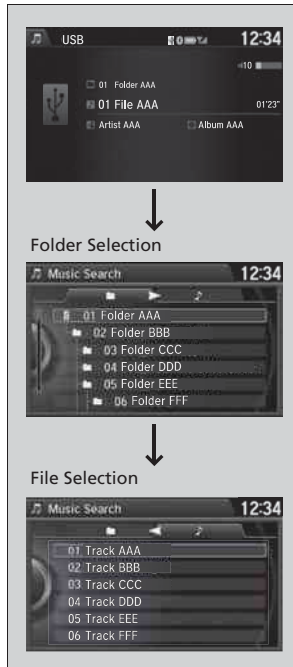 USB 12:34
10
01 Folder AAA
01 File AAA 01'23"
Artist AAA Album AAA
Folder Selection
Music Search 12:34
01 Folder AAA
02 Folder BBB
03 Folder CCC
04 Folder DDD
05 Folder EEE
06 Folder FFF
File Selection
Music Search 12:34
01 Track AAA
02 Track BBB
03 Track CCC
04 Track DDD
05 Track EEE
06 Track FFF